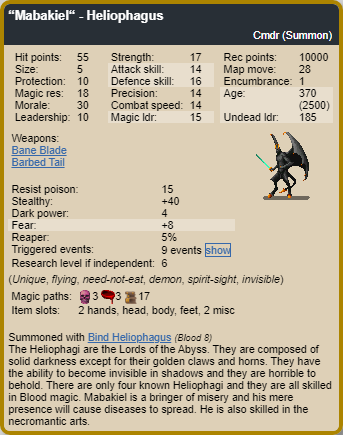 “Mabakiel“ - Heliophagus
Cmdr (Summon)
Hit points: 55 Strength: 17 Rec points: 10000
Size: 5 Attack skill: 14 Map move: 28
Protection: 10 Defence skill: 16 Encumbrance: 1
Magic res: 18 Precision: 14 Age: 370
Morale: 30 Combat speed: 14 (2500)
Leadership: 10 Magic ldr: 15 Undead ldr: 185
Weapons:
Bane Blade
Barbed Tail
Resist poison: 15
Stealthy: +40
Dark power: 4
Fear: +8
Reaper: 5%
Triggered events: 9 events show
Research level if independent: 6
(Unique, flying, need-not-eat, demon, spirit-sight, invisible)
Magic paths: 3 3 17
Item slots: 2 hands, head, body, feet, 2 misc
Summoned with Bind Heliophagus (Blood 8)
The Heliophagi are the Lords of the Abyss. They are composed of
solid darkness except for their golden claws and horns. They have
the ability to become invisible in shadows and they are horrible to
behold. There are only four known Heliophagi and they are all skilled
in Blood magic. Mabakiel is a bringer of misery and his mere
presence will cause diseases to spread. He is also skilled in the
necromantic arts.